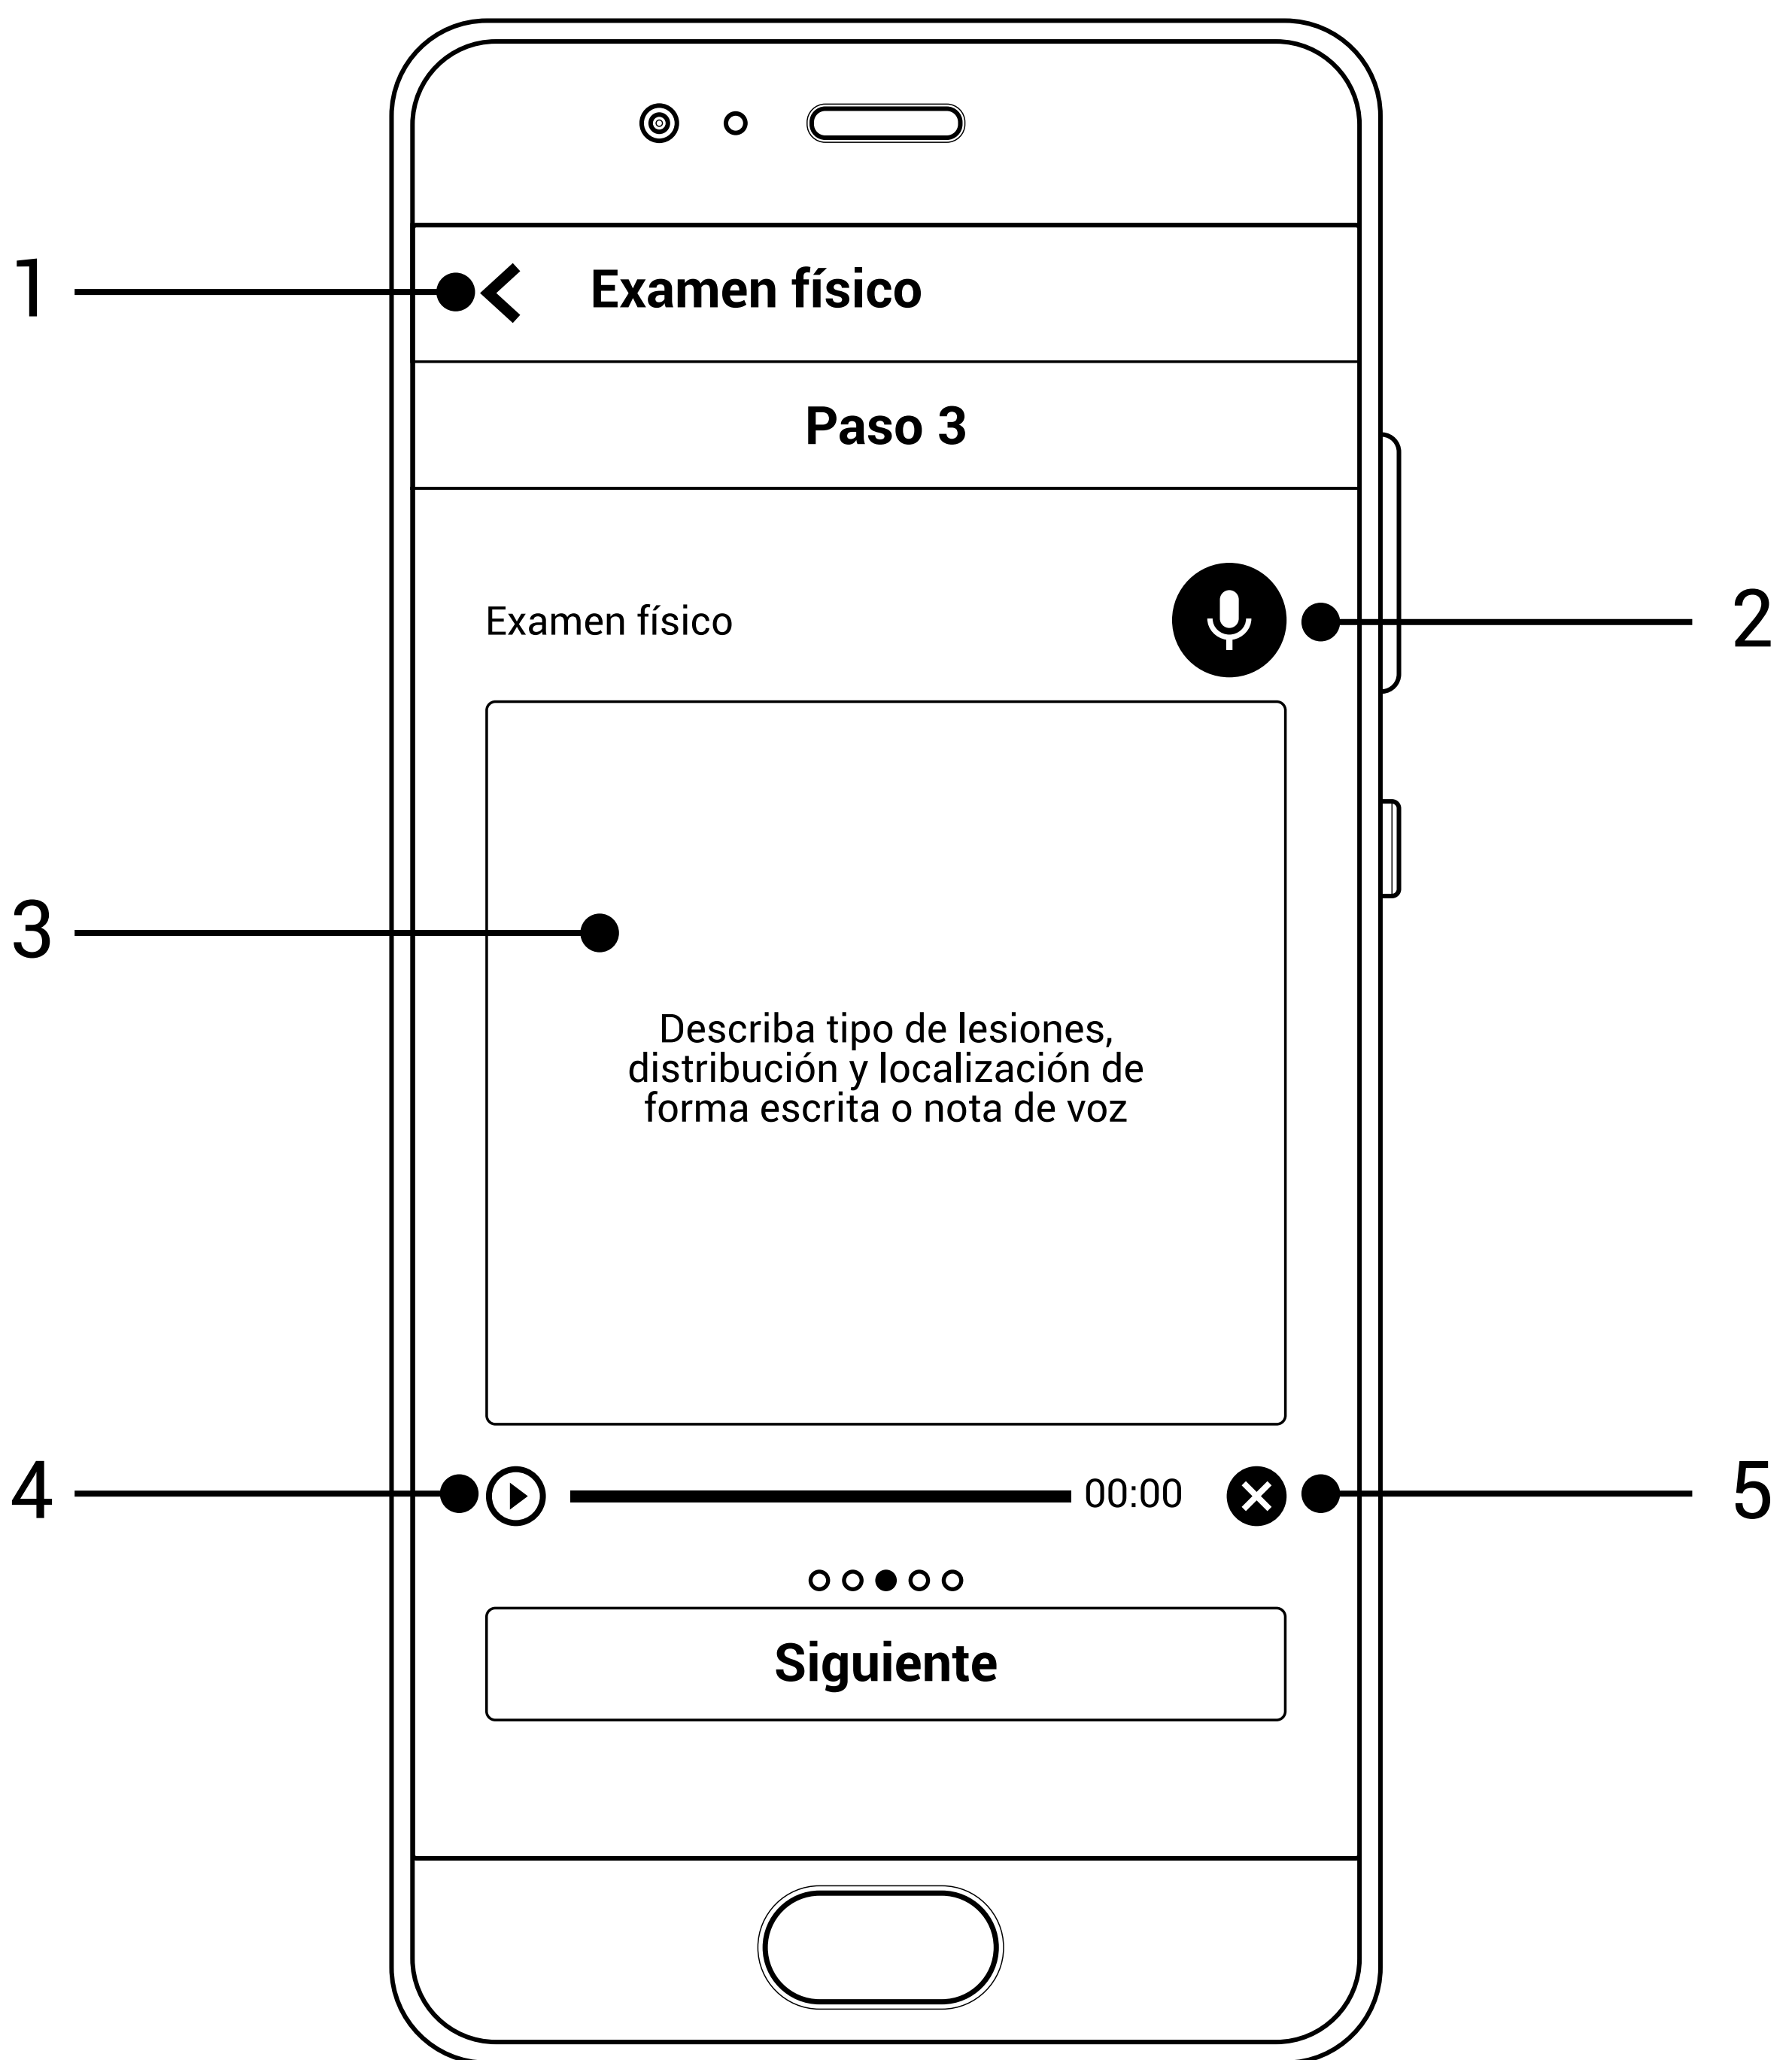 1
Examen físico
Paso 3
Examen físico
2
3
Describa tipo de lesiones,
distribución y localización de
forma escrita o nota de voz
4
00:00
5
Siguiente